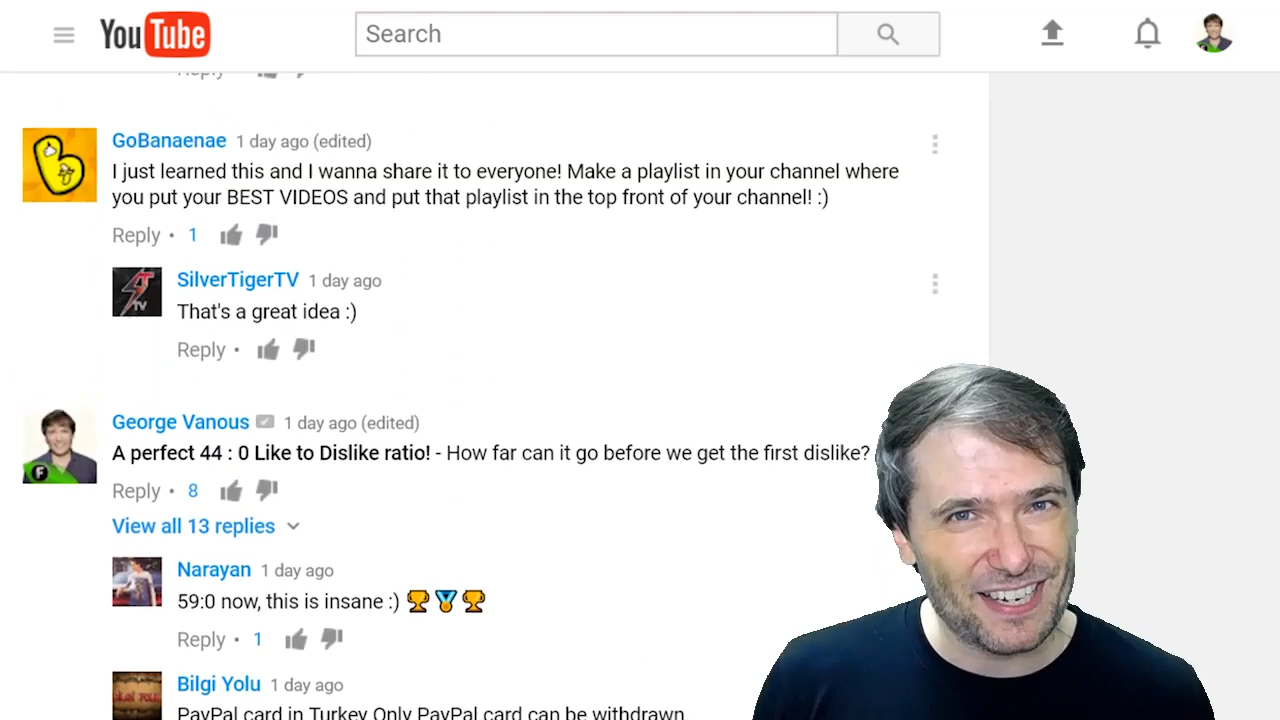 YouTube
Search
Reply
GoBanaenae 1 day ago (edited)
I just learned this and I wanna share it to everyone! Make a playlist in your channel where
you put your BEST VIDEOS and put that playlist in the top front of your channel! :)
Reply • 1
SilverTigerTV 1 day ago
TV
That's a great idea :)
Reply •
George Vanous 1 day ago (edited)
A perfect 44 : 0 Like to Dislike ratio! - How far can it go before we get the first dislike?
F
Reply • 8
View all 13 replies
Narayan 1 day ago
59:0 now, this is insane :) 🏆🏅🏆
Reply • 1
Bilgi Yolu 1 day ago
PayPal card in Turkey Only PayPal card can be withdrawn